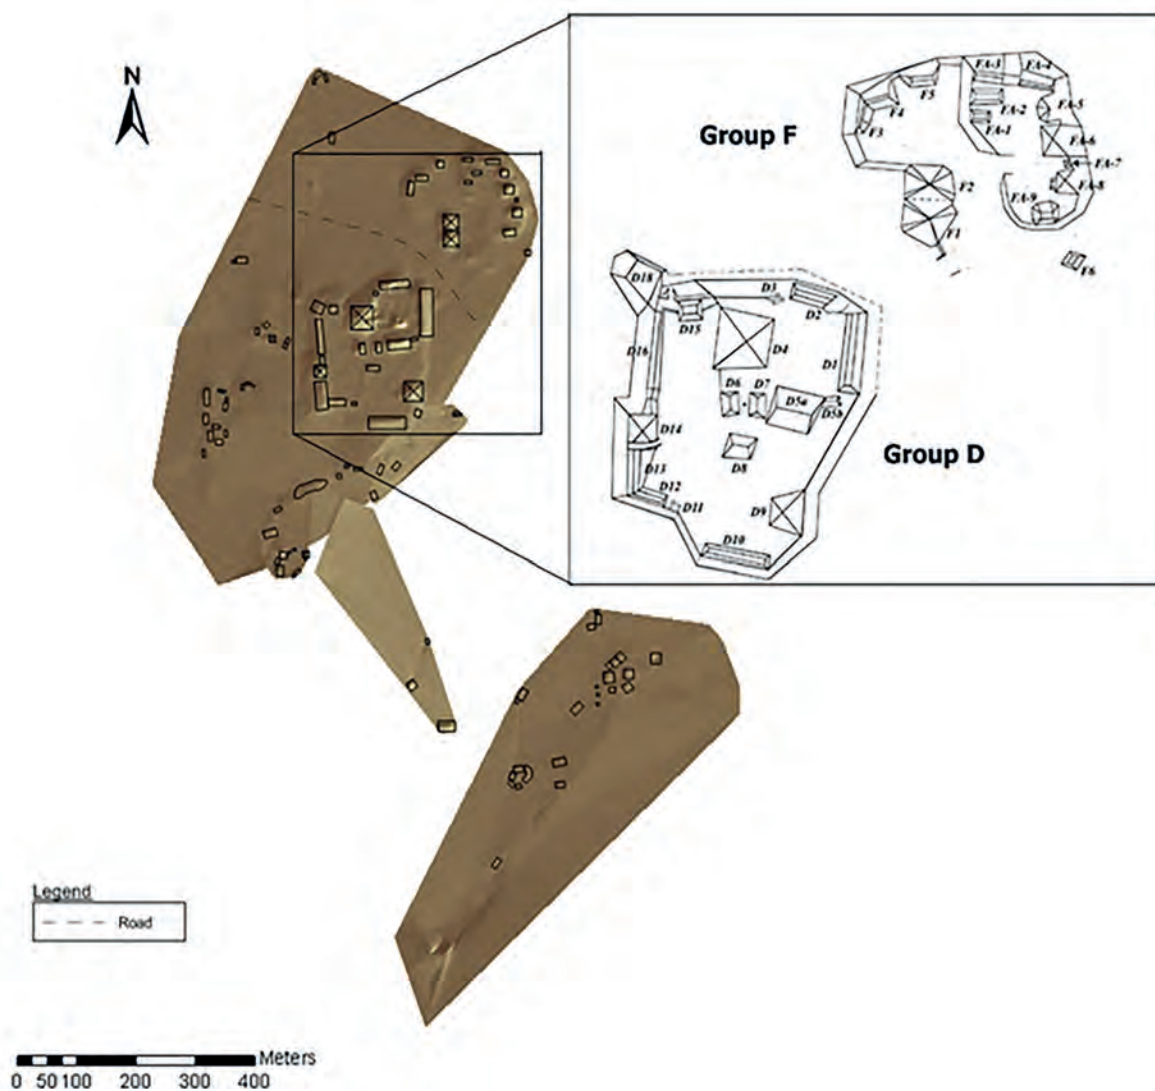 N
Group F
FA-3
FA-4
F5
F4
F3
FA-2
FA-1
FA-5
FA-6
FA-7
FA-8
FA-9
F2
F1
F6
D18
D3
D2
D15
D16
D4
D1
D6
D7
D5a
D5b
D14
D8
Group D
D13
D12
D11
D9
D10
Legend
Road
Meters
0 50 100 200 300 400